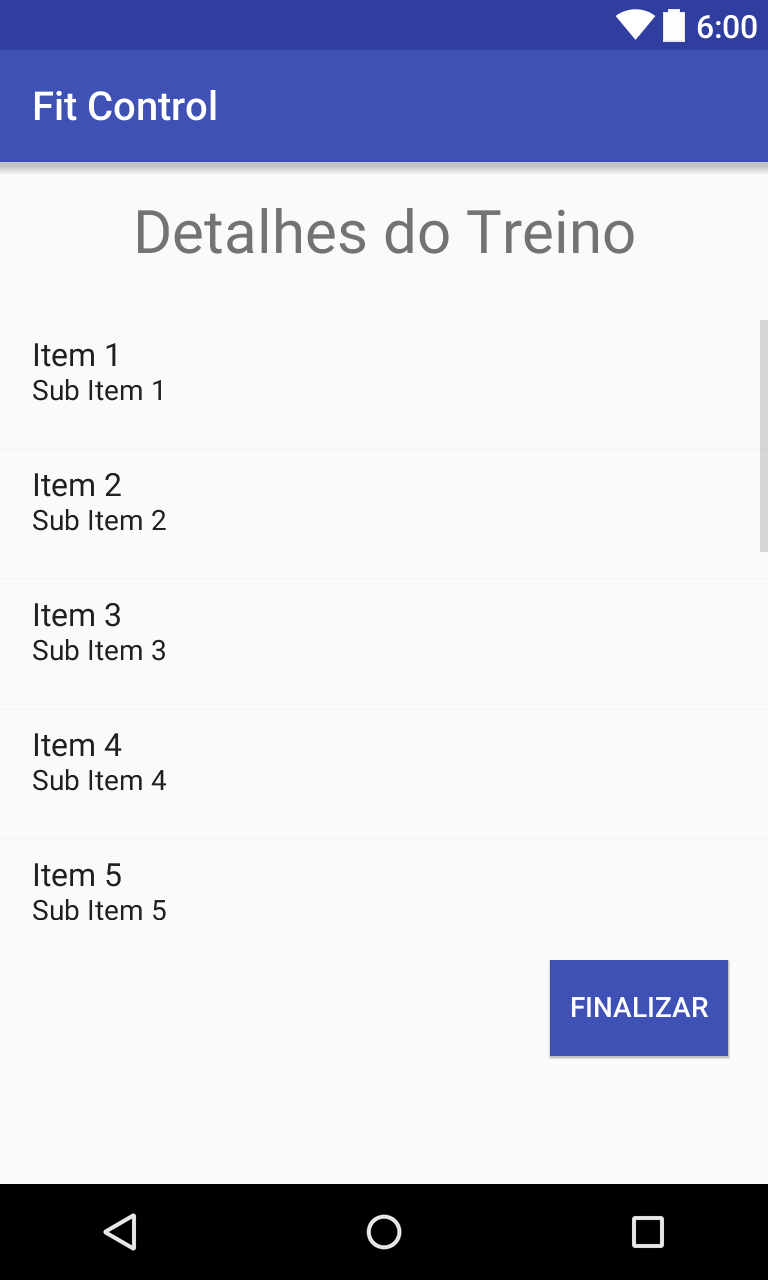 6:00
Fit Control
Detalhes do Treino
Item 1
Sub Item 1
Item 2
Sub Item 2
Item 3
Sub Item 3
Item 4
Sub Item 4
Item 5
Sub Item 5
FINALIZAR